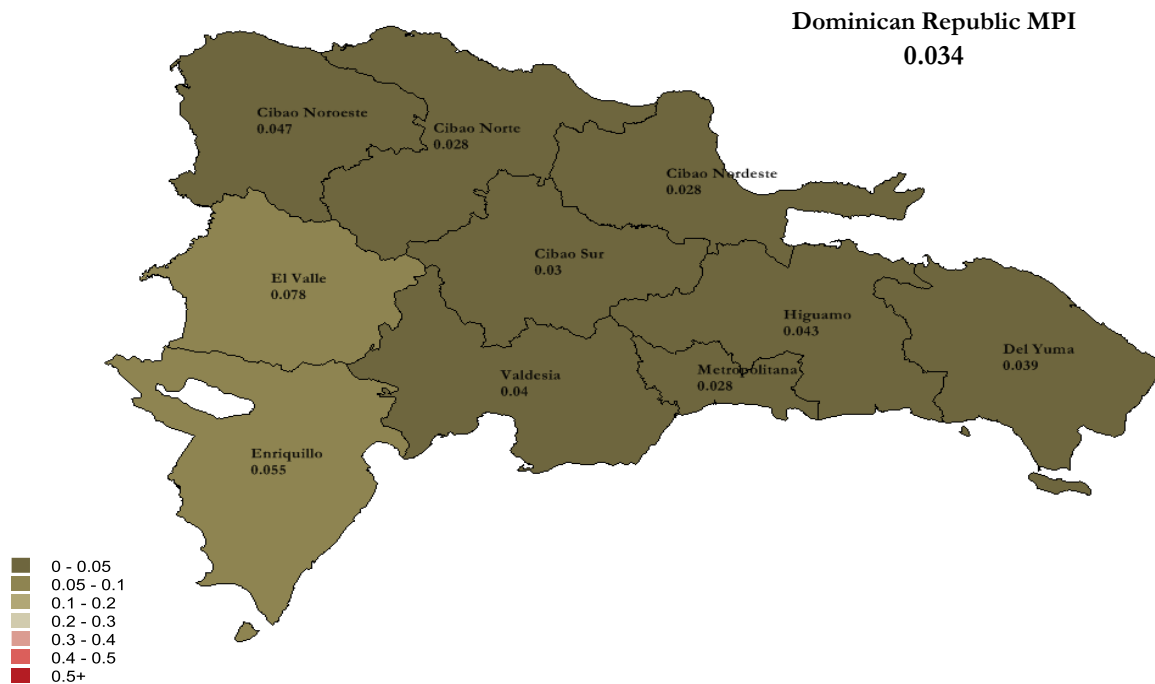 Dominican Republic MPI
0.034
Cibao Noroeste
0.047
Cibao Norte
0.028
Cibao Nordeste
0.028
Cibao Sur
0.03
El Valle
0.078
Higuamo
0.043
Del Yuma
0.039
Metropolitana
0.028
Valdesia
0.04
Enriquillo
0.055
0 - 0.05
0.05 - 0.1
0.1 - 0.2
0.2 - 0.3
0.3 - 0.4
0.4 - 0.5
0.5+